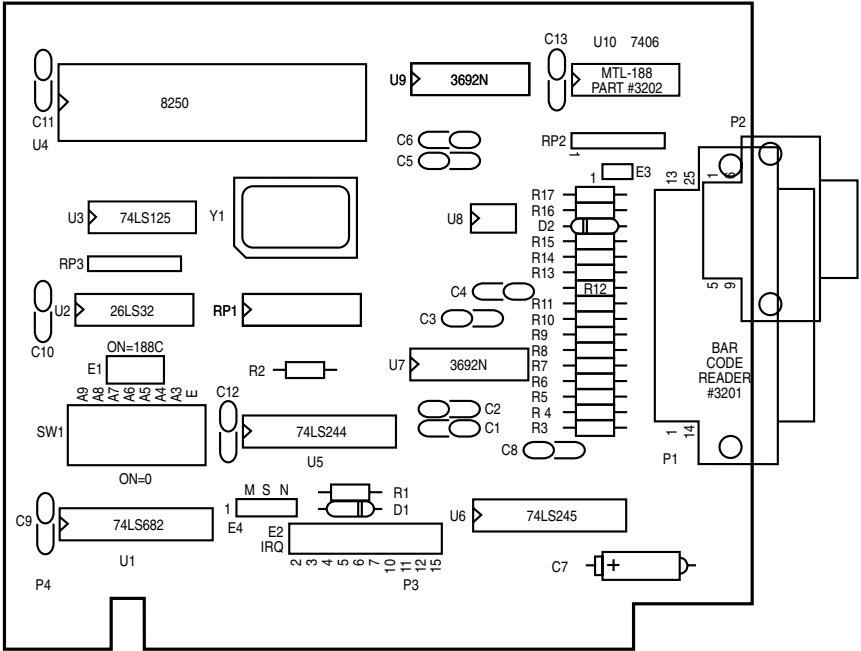 C13
U10 7406
U9
3692N
MTL-188
PART #3202
8250
C11
U4
C6
C5
RP2
1
P2
1
E3
13
25
1
6
U3
74LS125
Y1
U8
R17
R16
D2
R15
R14
R13
R12
R11
R10
R9
R8
R7
R6
R5
R 4
R3
RP3
C4
5
9
U2
26LS32
RP1
C3
C10
ON=188C
E1
R2
U7
3692N
BAR
CODE
READER
#3201
A9
A8
A7
A6
A5
A4
A3
E
C12
C2
C1
SW1
74LS244
U5
C8
1
14
P1
ON=0
M S N
1
E4
R1
D1
C9
74LS682
U1
E2
IRQ
2
3
4
5
6
7
10
11
12
15
P3
U6
74LS245
C7
+
P4